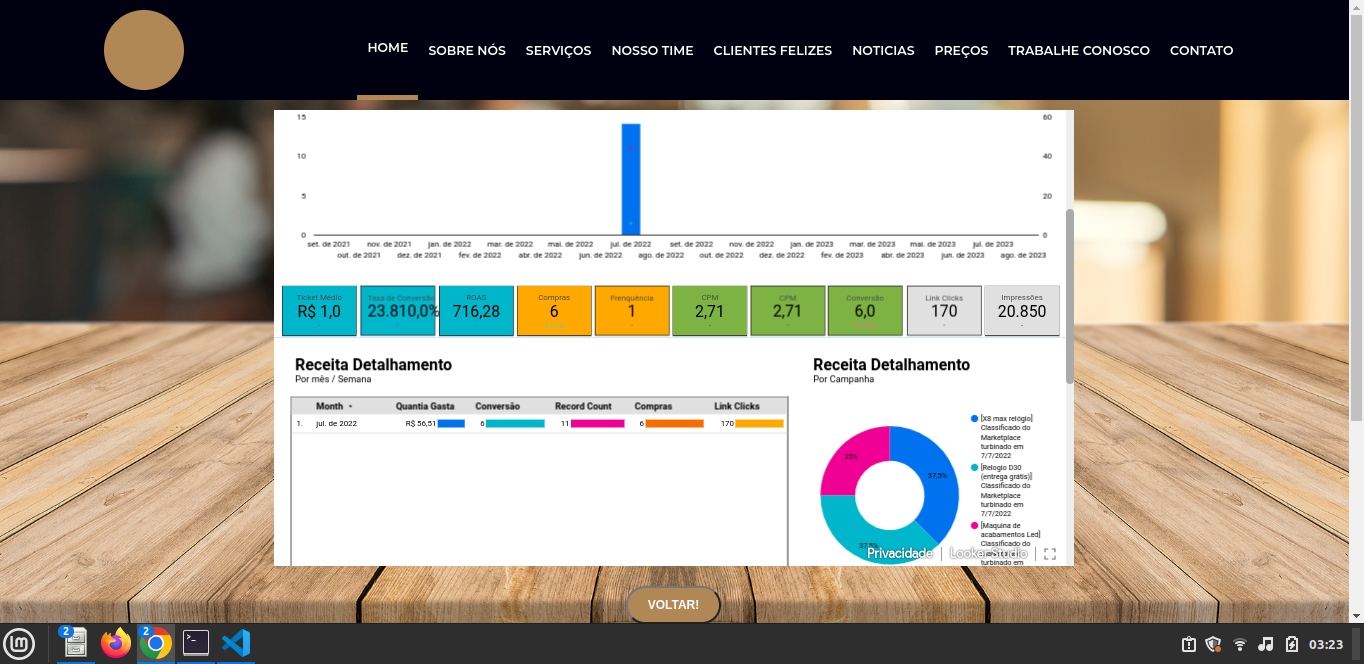 HOME SOBRE NÓS SERVIÇOS NOSSO TIME CLIENTES FELIZES NOTICIAS PREÇOS TRABALHE CONOSCO CONTATO
15 60
10 40
5 20
0 0
set. de 2021 nov. de 2021 jan. de 2022 mar. de 2022 mai. de 2022 jul. de 2022 set. de 2022 nov. de 2022 jan. de 2023 mar. de 2023 mai. de 2023 jul. de 2023
out. de 2021 dez. de 2021 fev. de 2022 abr. de 2022 jun. de 2022 ago. de 2022 out. de 2022 dez. de 2022 fev. de 2023 abr. de 2023 jun. de 2023 ago. de 2023
Ticket Médio Taxa de Conversão ROAS Compras Frenquência CPM CPM Conversão Link Clicks Impressões
R$ 1,0 23.810,0% 716,28 6 1 2,71 2,71 6,0 170 20.850
Receita Detalhamento
Por mês / Semana
Month Quantia Gasta Conversão Record Count Compras Link Clicks
1. jul. de 2022 R$ 56,51 6 11 6 170
Receita Detalhamento
Por Campanha
25%
37,5%
37,5%
[X8 max relógio]
Classificado do
Marketplace
turbinado em
7/7/2022
[Relogio D30
(entrega grátis)]
Classificado do
Marketplace
turbinado em
7/7/2022
[Maquina de
acabamentos Led]
Classificado do
turbinado em
Privacidade Looker Studio
VOLTAR!
2 2 03:23